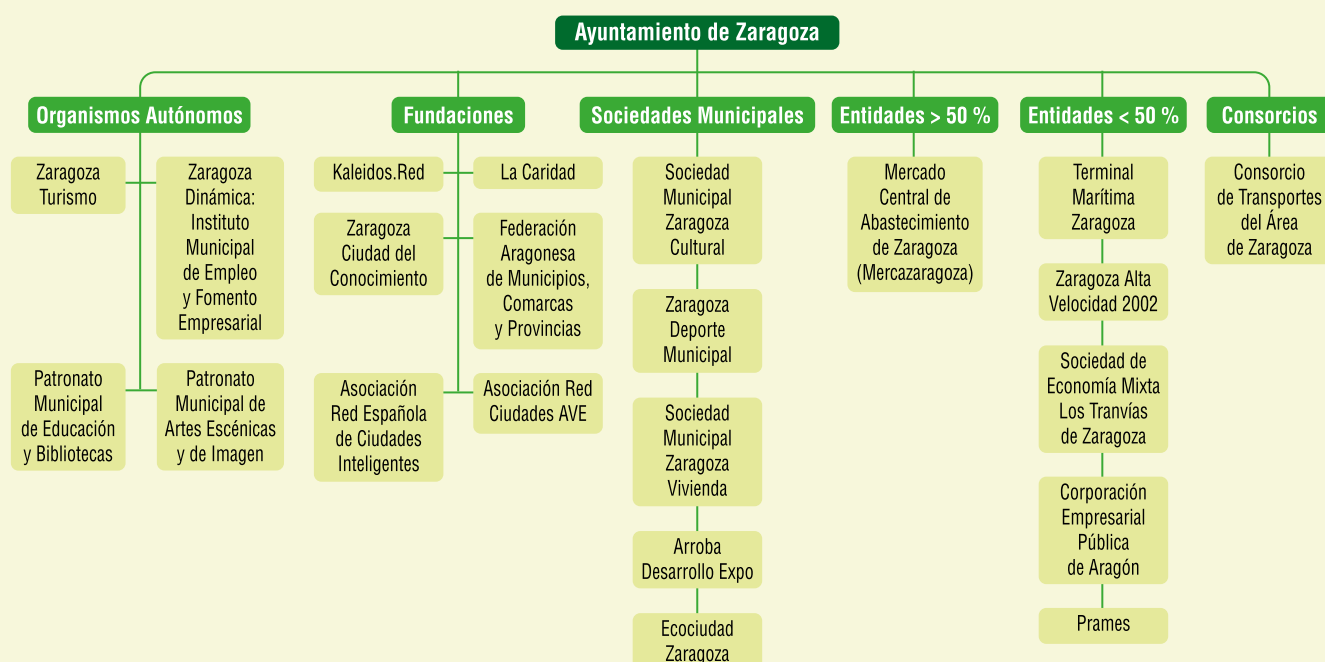 Ayuntamiento de Zaragoza
Organismos Autónomos
Zaragoza
Turismo
Zaragoza
Dinámica:
Instituto
Municipal
de Empleo
y Fomento
Empresarial
Patronato
Municipal
de Educación
y Bibliotecas
Patronato
Municipal de
Artes Escénicas
y de Imagen
Fundaciones
Kaleidos.Red
La Caridad
Zaragoza
Ciudad del
Conocimiento
Federación
Aragonesa
de Municipios,
Comarcas
y Provincias
Asociación
Red Española
de Ciudades
Inteligentes
Asociación Red
Ciudades AVE
Sociedades Municipales
Sociedad
Municipal
Zaragoza
Cultural
Zaragoza
Deporte
Municipal
Sociedad
Municipal
Zaragoza
Vivienda
Arroba
Desarrollo Expo
Ecociudad
Zaragoza
Entidades > 50 %
Mercado
Central de
Abastecimiento
de Zaragoza
(Mercazaragoza)
Entidades < 50 %
Terminal
Marítima
Zaragoza
Zaragoza Alta
Velocidad 2002
Sociedad de
Economía Mixta
Los Tranvías
de Zaragoza
Corporación
Empresarial
Pública
de Aragón
Prames
Consorcios
Consorcio
de Transportes
del Área
de Zaragoza